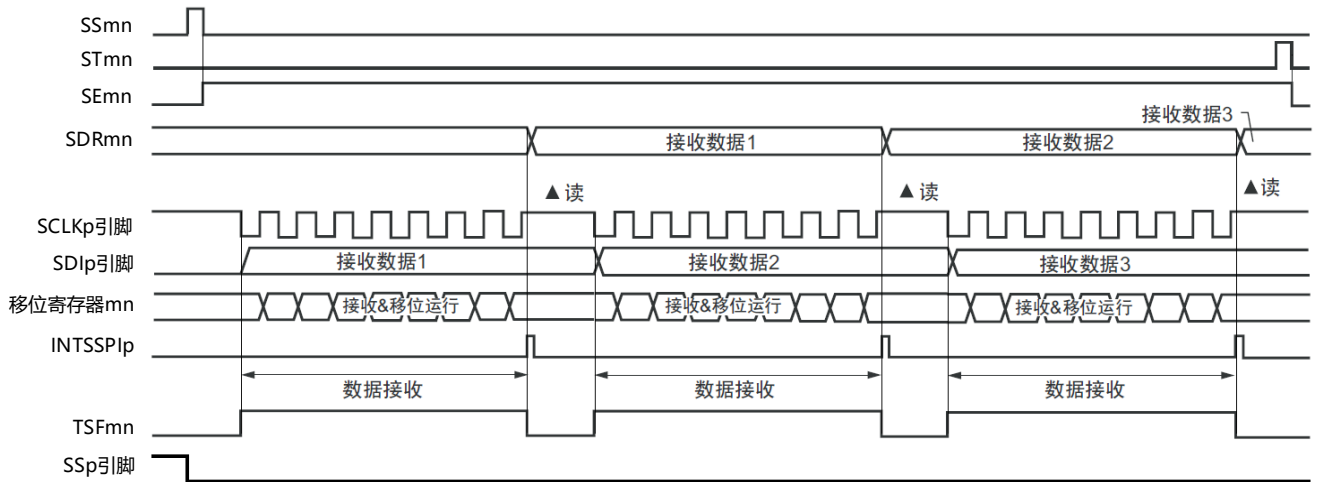 SSmn
STmn
SEmn
接收数据3
SDRmn 接收数据1 接收数据2
▲读 ▲读 ▲读
SCLKp引脚
SDIp引脚 接收数据1 接收数据2 接收数据3
移位寄存器mn 接收&移位运行 接收&移位运行 接收&移位运行
INTSSPIp
数据接收 数据接收 数据接收
TSFmn
SSp引脚